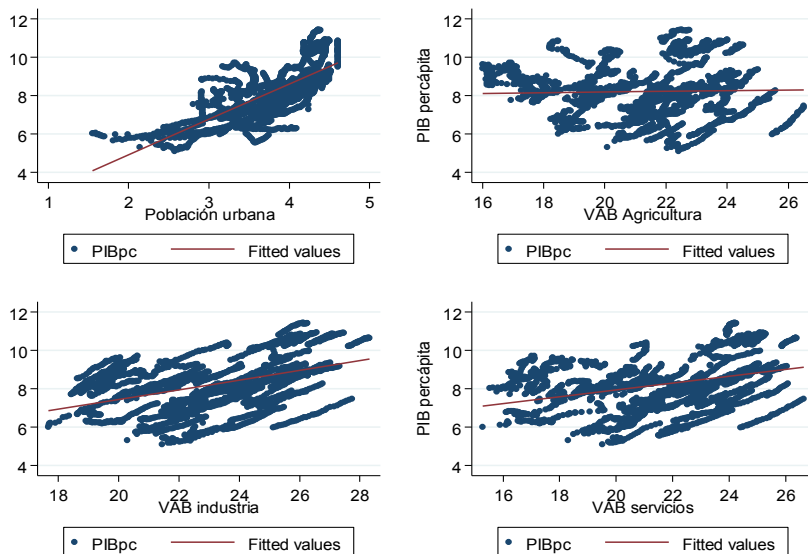 12
10
8
6
4
1 2 3 4 5
Población urbana
PIBpc Fitted values
PIB percápita
12
10
8
6
4
16 18 20 22 24 26
VAB Agricultura
PIBpc Fitted values
12
10
8
6
4
18 20 22 24 26 28
VAB industria
PIBpc Fitted values
PIB percápita
12
10
8
6
4
16 18 20 22 24 26
VAB servicios
PIBpc Fitted values